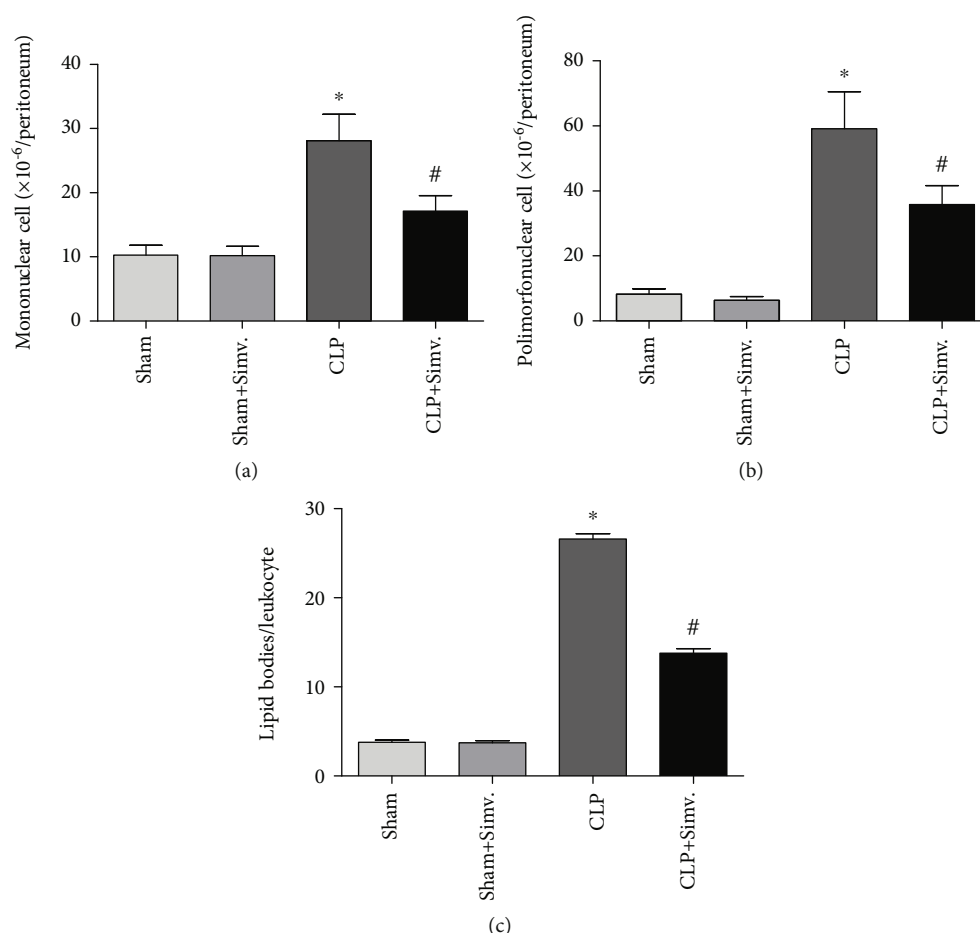 Mononuclear cell (×10⁻⁶/peritoneum)
40
30
20
10
0
*
#
Sham
Sham+Simv.
CLP
CLP+Simv.
(a)
Polimorfonuclear cell (×10⁻⁶/peritoneum)
80
60
40
20
0
*
#
Sham
Sham+Simv.
CLP
CLP+Simv.
(b)
Lipid bodies/leukocyte
30
20
10
0
*
#
Sham
Sham+Simv.
CLP
CLP+Simv.
(c)